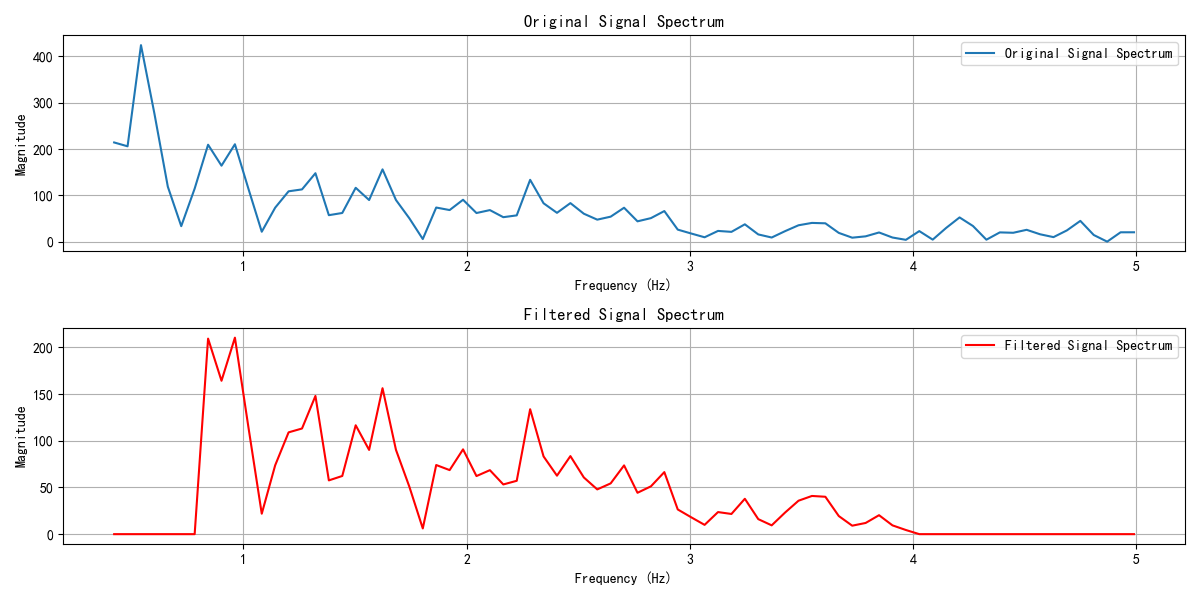 Original Signal Spectrum
Original Signal Spectrum
Magnitude
400
300
200
100
0
1 2 3 4 5
Frequency (Hz)
Filtered Signal Spectrum
Filtered Signal Spectrum
Magnitude
200
150
100
50
0
1 2 3 4 5
Frequency (Hz)